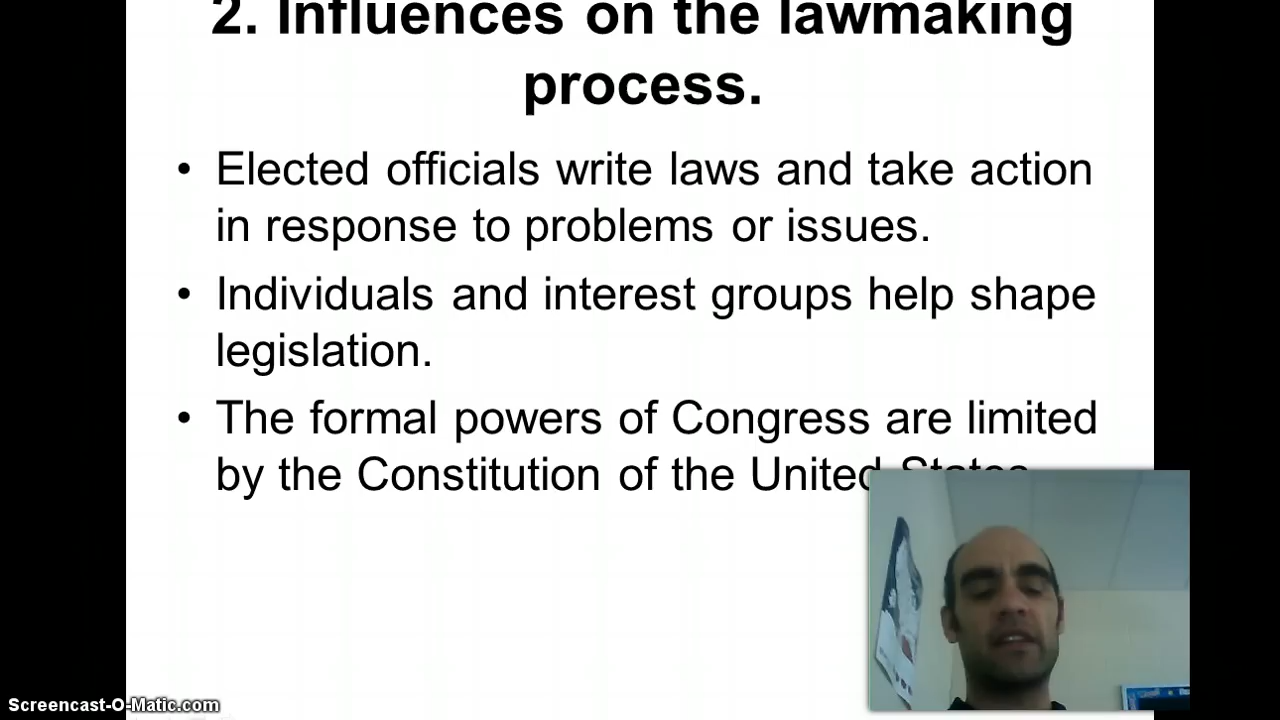 2. Influences on the lawmaking
process.
• Elected officials write laws and take action
in response to problems or issues.
• Individuals and interest groups help shape
legislation.
• The formal powers of Congress are limited
by the Constitution of the United States.
Screencast-O-Matic.com